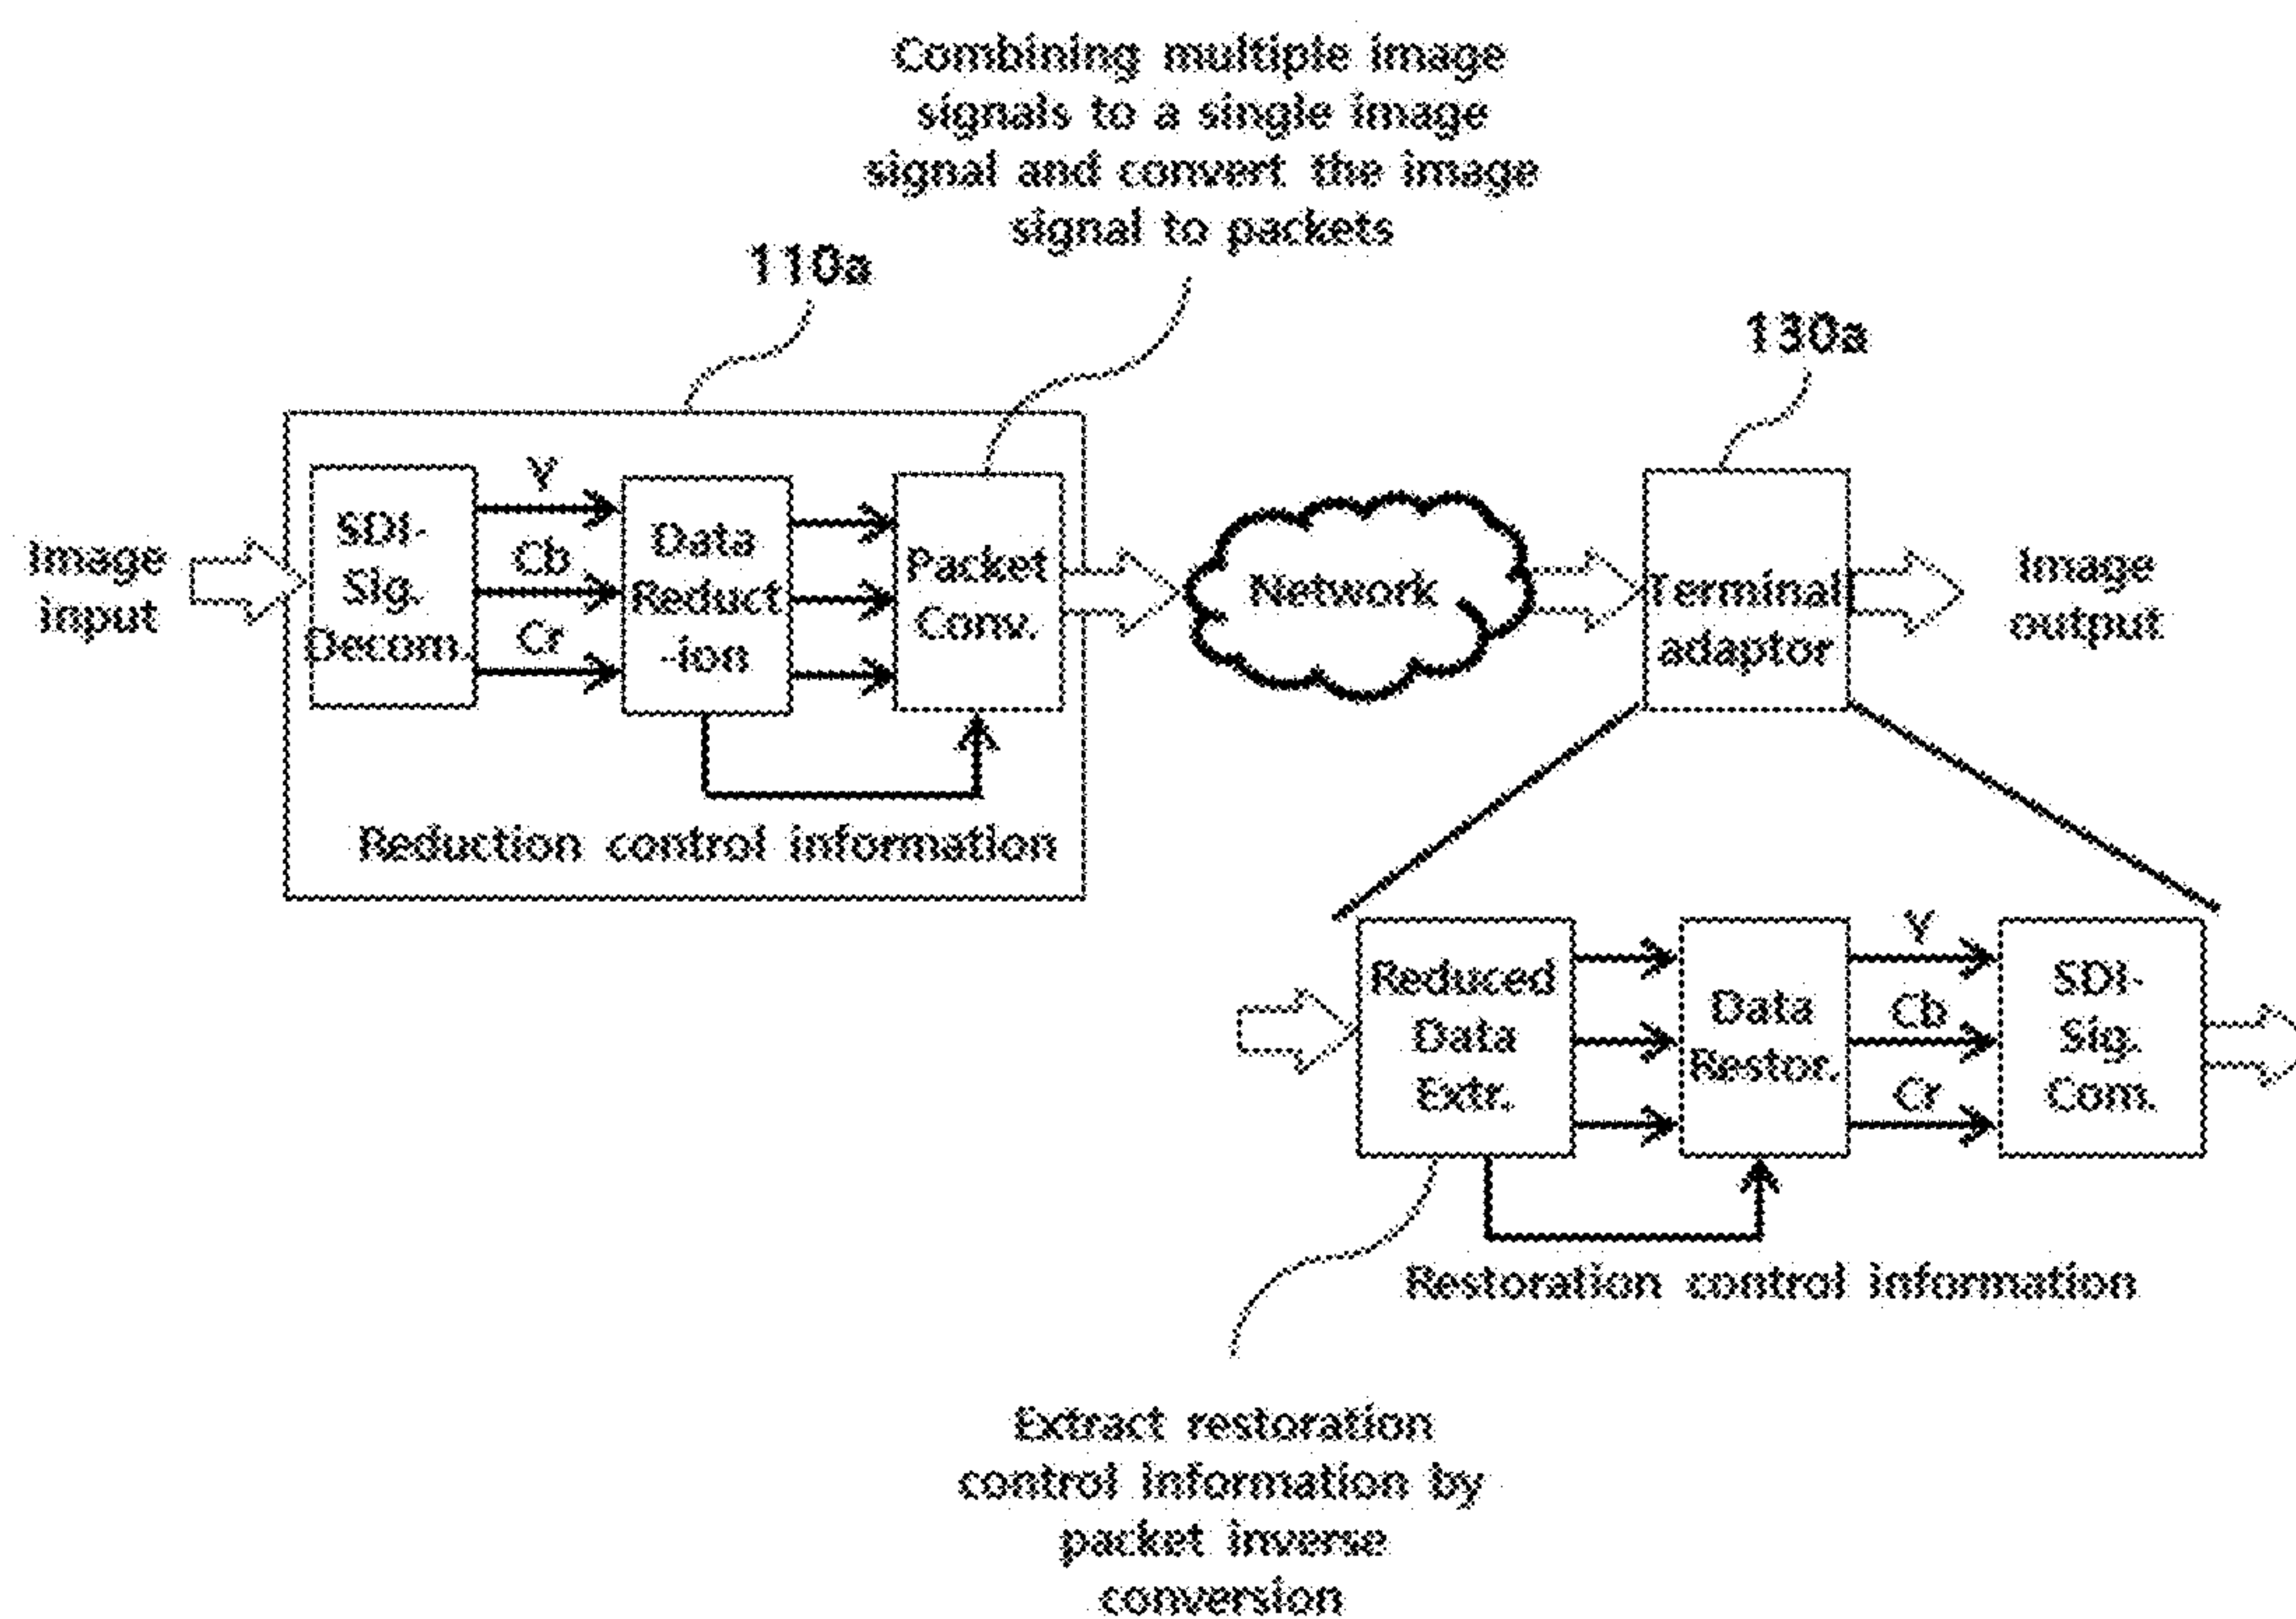 Combining multiple image
signals to a single image
signal and convert the image
signal to packets
110a
130a
Image
input
SDI-
Sig.
Decom.
Y
Cb
Cr
Data
Reduct
-ion
Packet
Conv.
Reduction control information
Network
Terminal
adaptor
Image
output
Reduced
Data
Extr.
Data
Restor.
Y
Cb
Cr
SDI-
Sig.
Com.
Restoration control information
Extract restoration
control information by
packet inverse
conversion